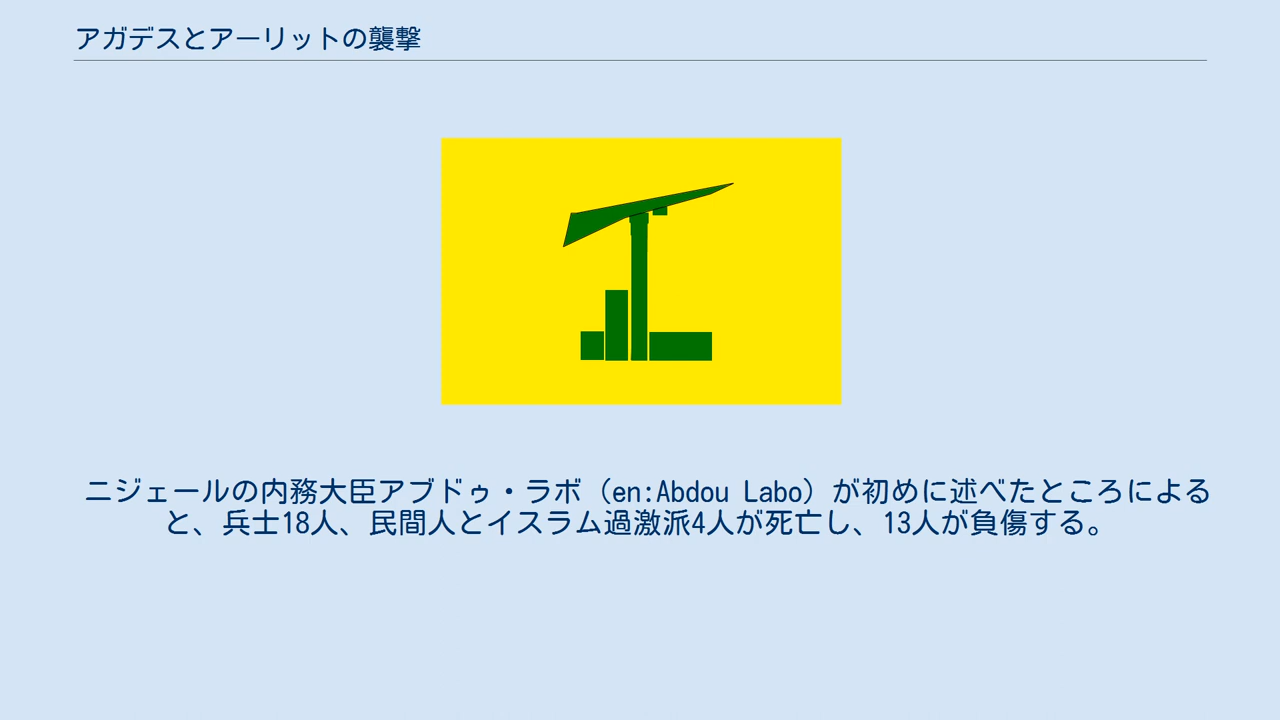 アガデスとアーリットの襲撃
ニジェールの内務大臣アブドゥ・ラボ（en:Abdou Labo）が初めに述べたところによる
と、兵士18人、民間人とイスラム過激派4人が死亡し、13人が負傷する。